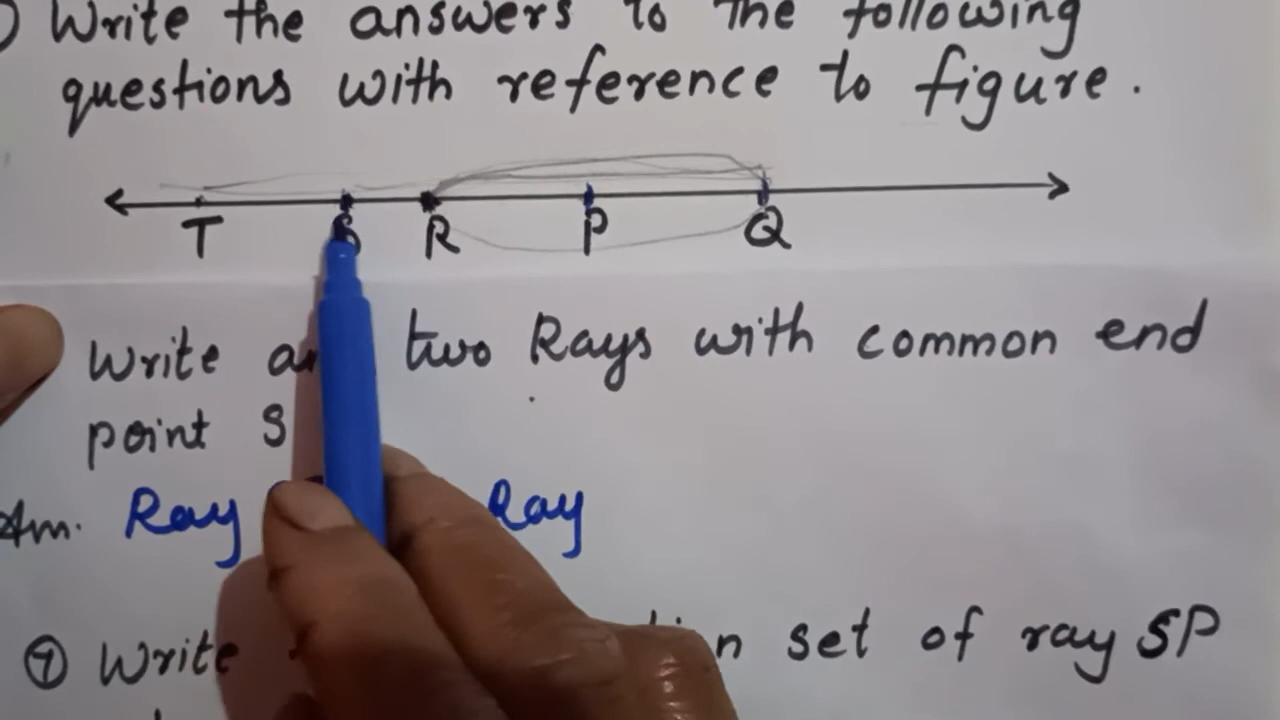 ) Write the answers to the following
questions with reference to figure.
T S R P Q
Write two Rays with common end
point S
Ans. Ray Ray
⑦ Write set of ray SP